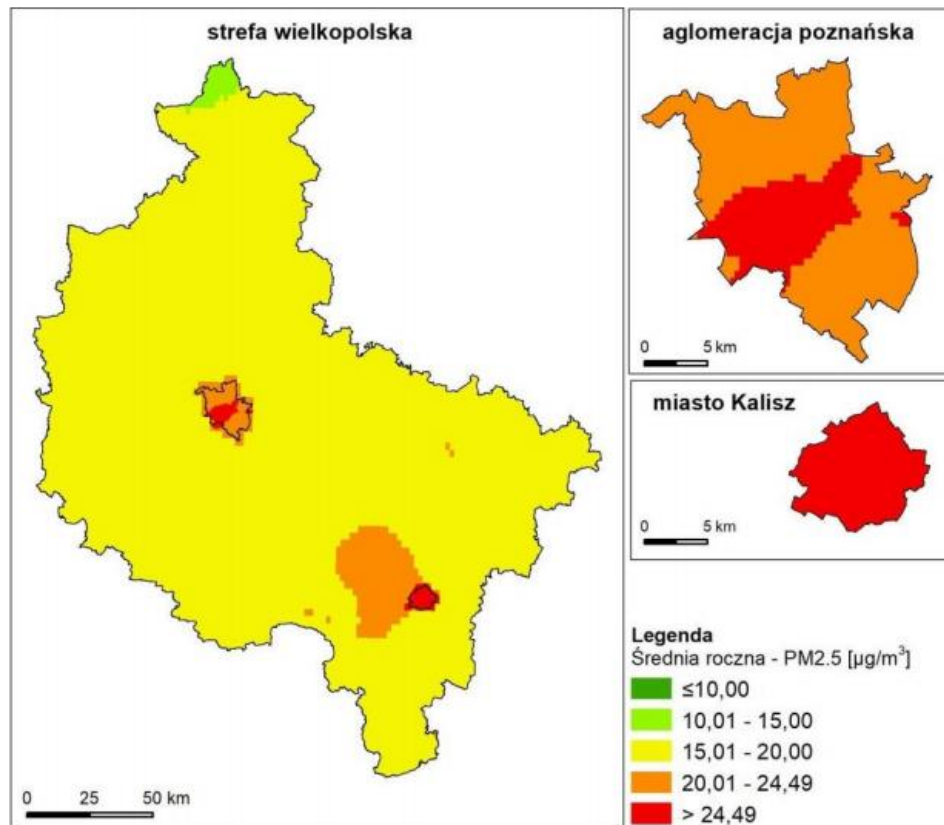 strefa wielkopolska
0 25 50 km
aglomeracja poznańska
0 5 km
miasto Kalisz
0 5 km
Legenda
Średnia roczna - PM2.5 [µg/m³]
≤10,00
10,01 - 15,00
15,01 - 20,00
20,01 - 24,49
> 24,49